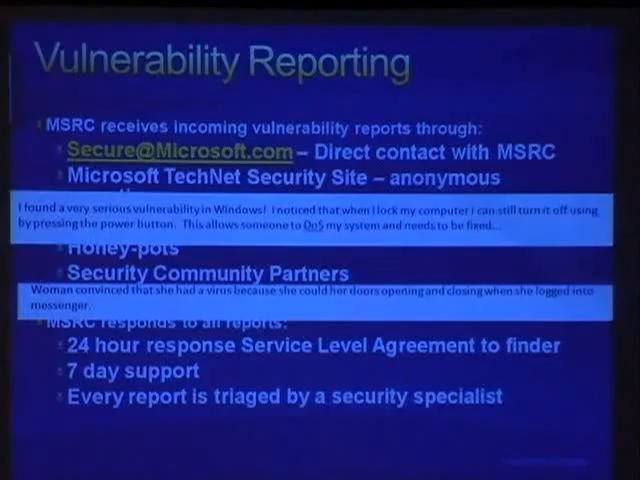 Vulnerability Reporting
MSRC receives incoming vulnerability reports through:
Secure@Microsoft.com – Direct contact with MSRC
Microsoft TechNet Security Site – anonymous
I found a very serious vulnerability in Windows! I noticed that when I lock my computer I can still turn it off using
by pressing the power button. This allows someone to DoS my system and needs to be fixed...
Honey-pots
Security Community Partners
Woman convinced that she had a virus because she could her doors opening and closing when she logged into
messenger.
MSRC responds to all reports:
24 hour response Service Level Agreement to finder
7 day support
Every report is triaged by a security specialist